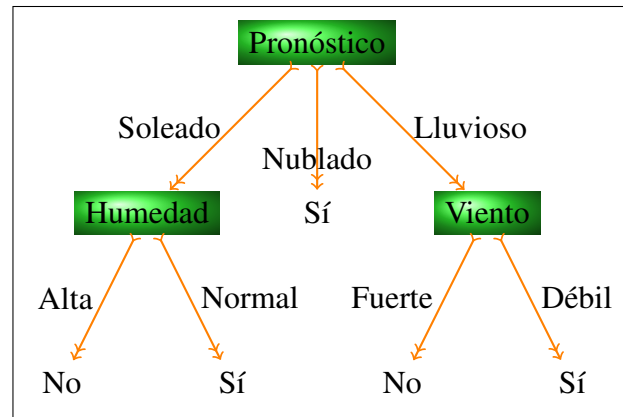 Pronóstico
Soleado
Nublado
Lluvioso
Humedad
Sí
Viento
Alta
Normal
Fuerte
Débil
No
Sí
No
Sí